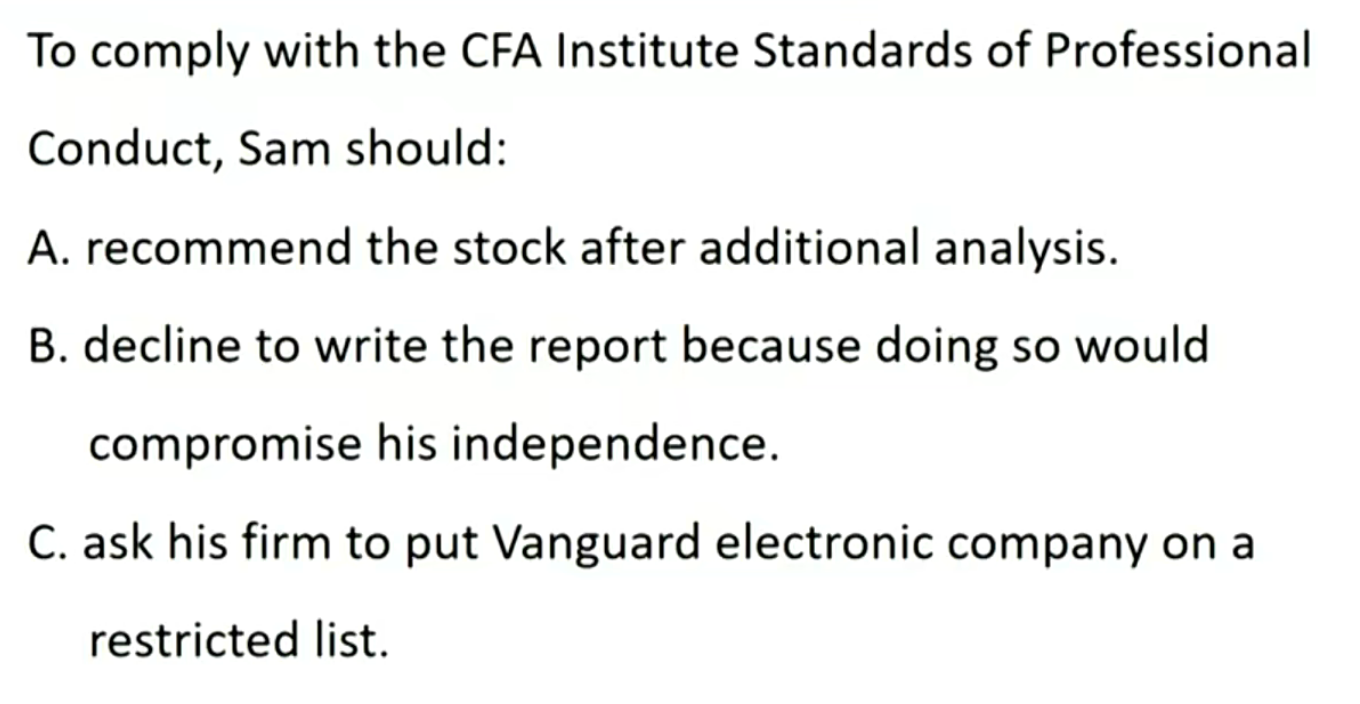 To comply with the CFA Institute Standards of Professional
Conduct, Sam should:
A. recommend the stock after additional analysis.
B. decline to write the report because doing so would
compromise his independence.
C. ask his firm to put Vanguard electronic company on a
restricted list.